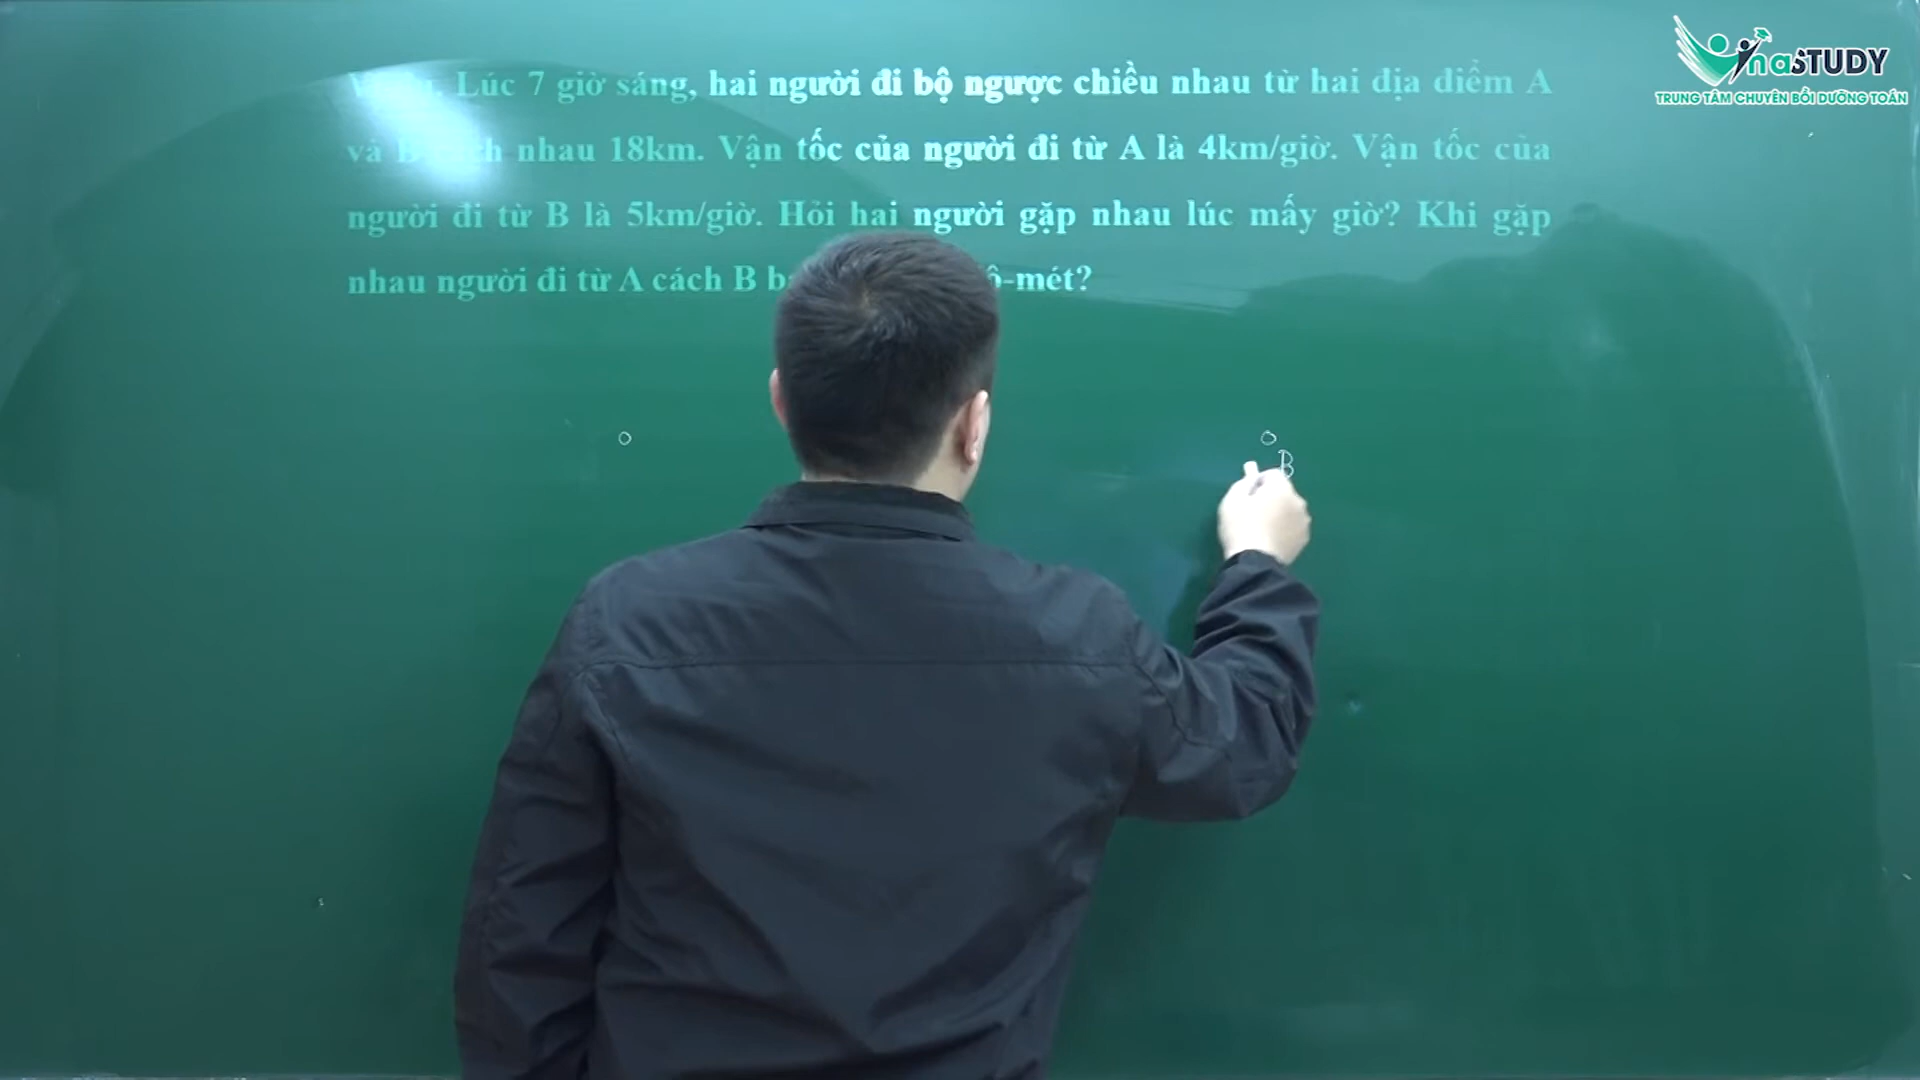 Lúc 7 giờ sáng, hai người đi bộ ngược chiều nhau từ hai địa điểm A
và B nhau 18km. Vận tốc của người đi từ A là 4km/giờ. Vận tốc của
người đi từ B là 5km/giờ. Hỏi hai người gặp nhau lúc mấy giờ? Khi gặp
nhau người đi từ A cách B
B
VinaSTUDY
TRUNG TÂM CHUYÊN BỒI DƯỠNG TOÁN